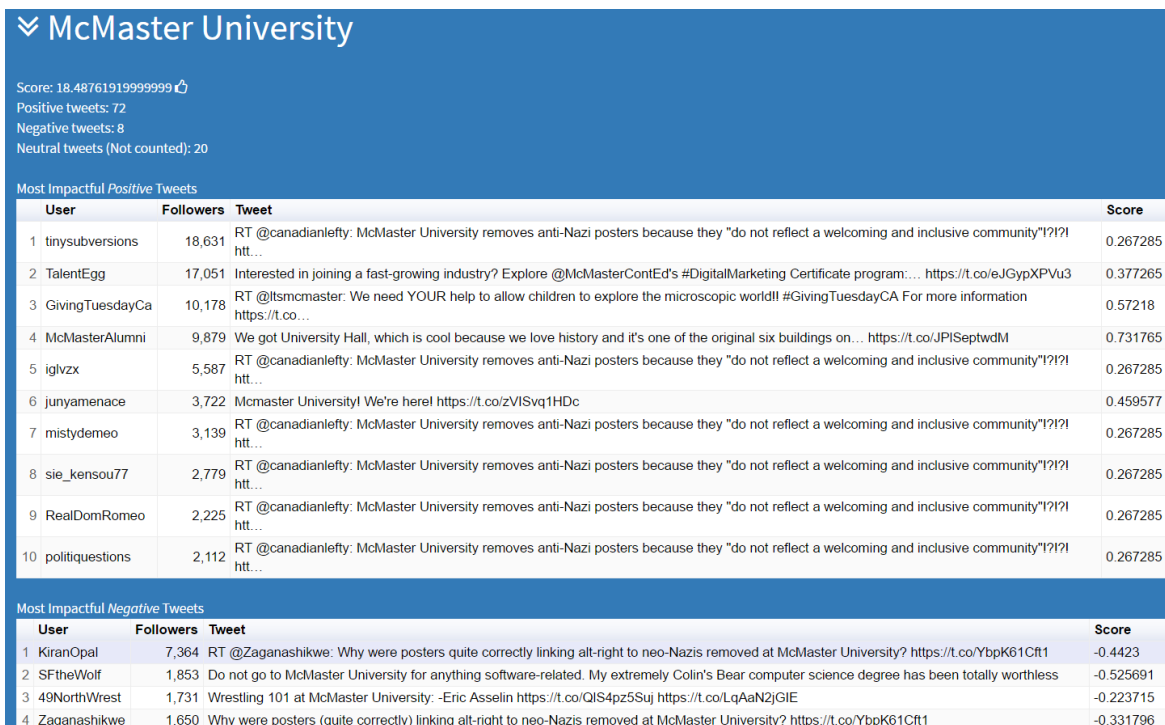 McMaster University
Score: 18.48761919999999
Positive tweets: 72
Negative tweets: 8
Neutral tweets (Not counted): 20
Most Impactful Positive Tweets
User Followers Tweet Score
1 tinysubversions 18,631 RT @canadianlefty: McMaster University removes anti-Nazi posters because they "do not reflect a welcoming and inclusive community"!?!?! 0.267285
htt…
2 TalentEgg 17,051 Interested in joining a fast-growing industry? Explore @McMasterContEd's #DigitalMarketing Certificate program:… https://t.co/eJGypXPVu3 0.377265
3 GivingTuesdayCa 10,178 RT @ltsmcmaster: We need YOUR help to allow children to explore the microscopic world!! #GivingTuesdayCA For more information 0.57218
https://t.co…
4 McMasterAlumni 9,879 We got University Hall, which is cool because we love history and it's one of the original six buildings on… https://t.co/JPlSeptwdM 0.731765
5 iglvzx 5,587 RT @canadianlefty: McMaster University removes anti-Nazi posters because they "do not reflect a welcoming and inclusive community"!?!?! 0.267285
htt…
6 junyamenace 3,722 Mcmaster University! We're here! https://t.co/zVISvq1HDc 0.459577
7 mistydemeo 3,139 RT @canadianlefty: McMaster University removes anti-Nazi posters because they "do not reflect a welcoming and inclusive community"!?!?! 0.267285
htt…
8 sie_kensou77 2,779 RT @canadianlefty: McMaster University removes anti-Nazi posters because they "do not reflect a welcoming and inclusive community"!?!?! 0.267285
htt…
9 RealDomRomeo 2,225 RT @canadianlefty: McMaster University removes anti-Nazi posters because they "do not reflect a welcoming and inclusive community"!?!?! 0.267285
htt…
10 politiquestions 2,112 RT @canadianlefty: McMaster University removes anti-Nazi posters because they "do not reflect a welcoming and inclusive community"!?!?! 0.267285
htt…
Most Impactful Negative Tweets
User Followers Tweet Score
1 KiranOpal 7,364 RT @Zaganashikwe: Why were posters quite correctly linking alt-right to neo-Nazis removed at McMaster University? https://t.co/YbpK61Cft1 -0.4423
2 SFtheWolf 1,853 Do not go to McMaster University for anything software-related. My extremely Colin's Bear computer science degree has been totally worthless -0.525691
3 49NorthWrest 1,731 Wrestling 101 at McMaster University: -Eric Asselin https://t.co/QlS4pz5Suj https://t.co/LqAaN2jGIE -0.223715
4 Zaganashikwe 1,650 Why were posters (quite correctly) linking alt-right to neo-Nazis removed at McMaster University? https://t.co/YbpK61Cft1 -0.331796